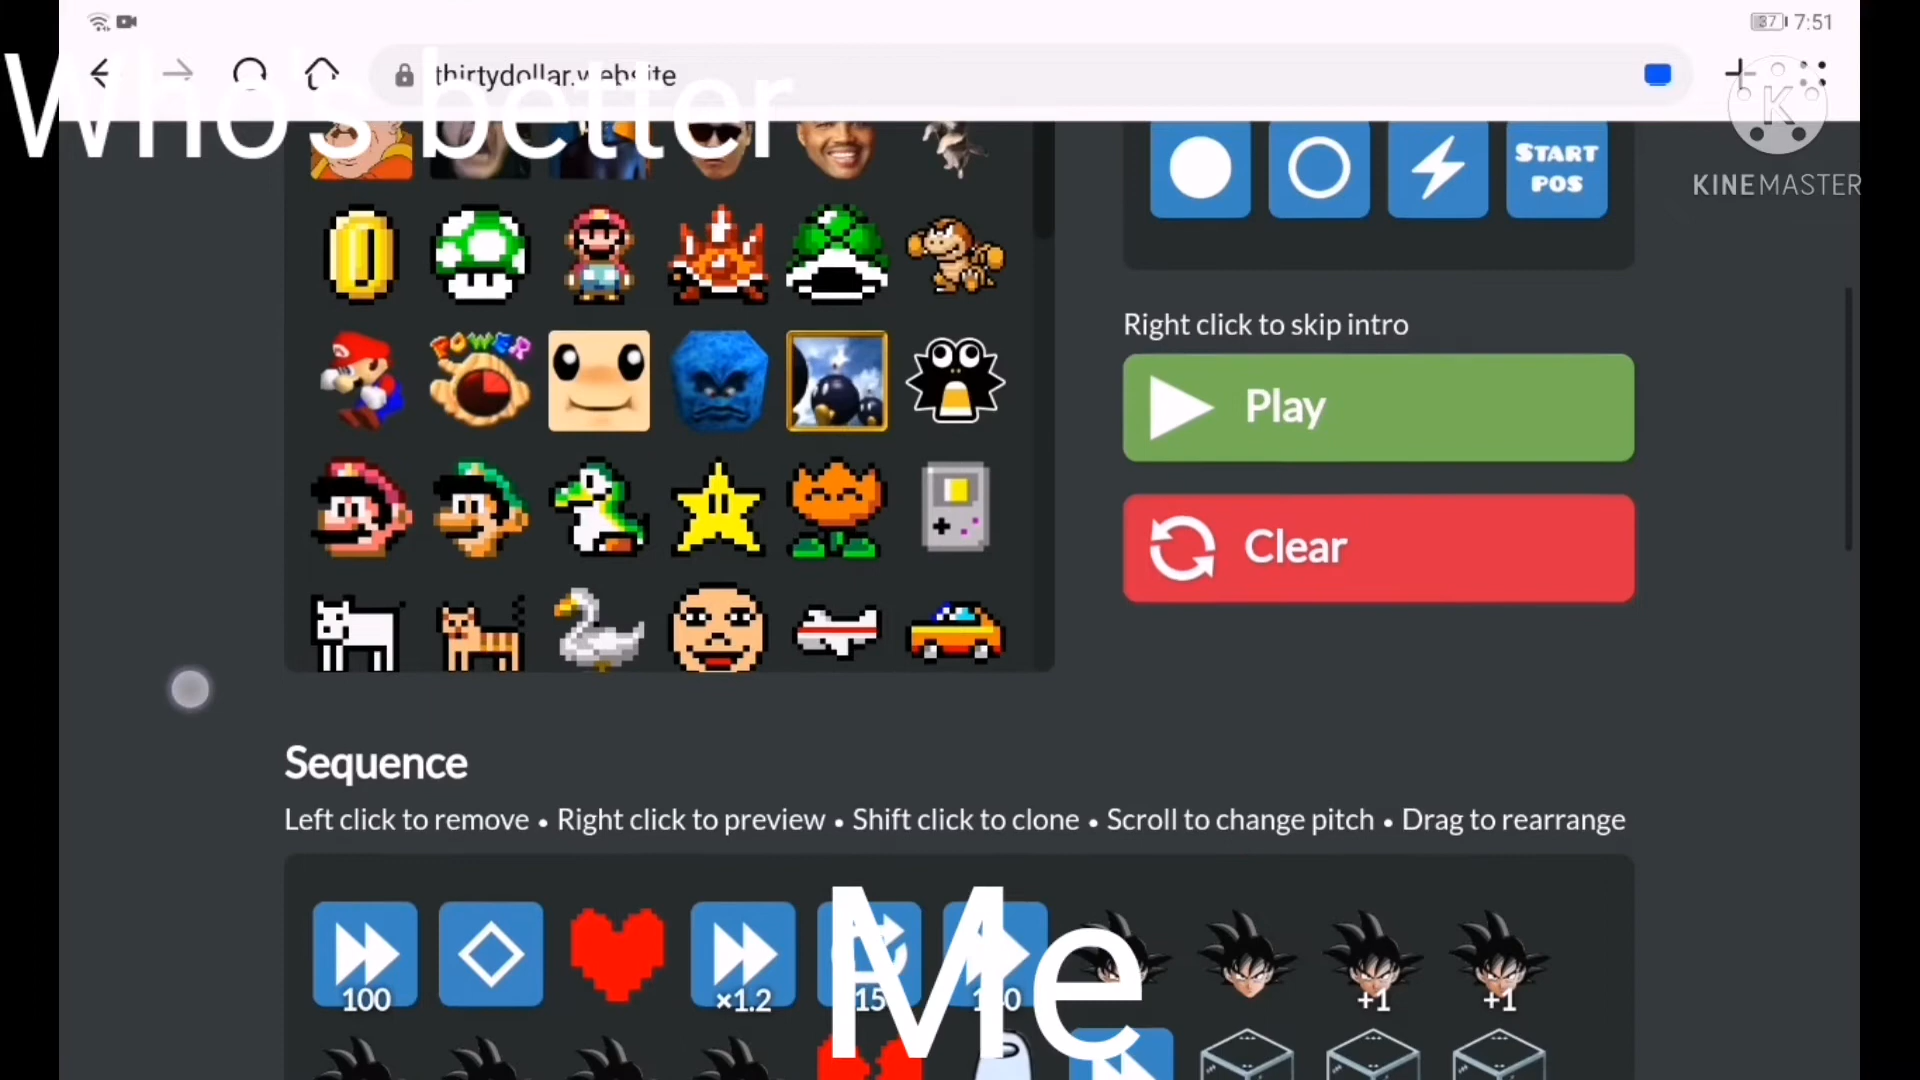 7:51
thirtydollar.website
Who's better
KINEMASTER
START
POS
POWER
Right click to skip intro
Play
Clear
Sequence
Left click to remove • Right click to preview • Shift click to clone • Scroll to change pitch • Drag to rearrange
Me
100
×1.2
+1
+1